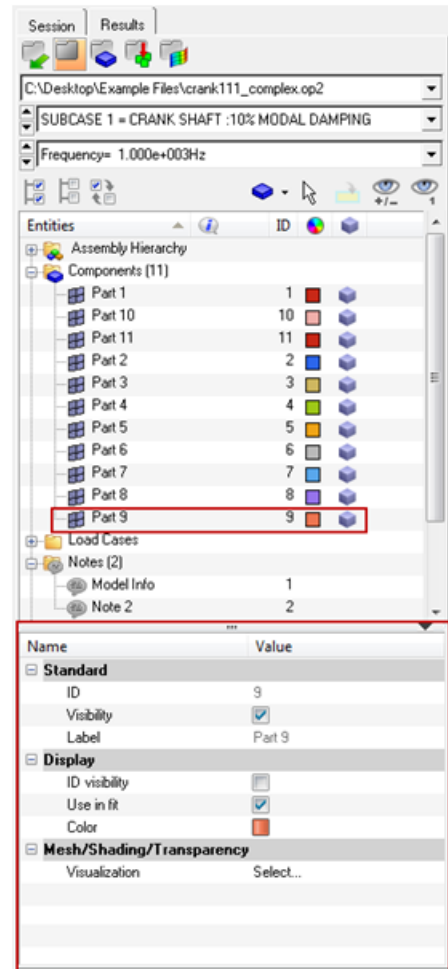 Session Results
C:\Desktop\Example Files\crank111_complex.op2
SUBCASE 1 = CRANK SHAFT :10% MODAL DAMPING
Frequency= 1.000e+003Hz
+/- 1
Entities ID
Assembly Hierarchy
Components (11)
Part 1 1
Part 10 10
Part 11 11
Part 2 2
Part 3 3
Part 4 4
Part 5 5
Part 6 6
Part 7 7
Part 8 8
Part 9 9
Load Cases
Notes (2)
Model Info 1
Note 2 2
Name Value
Standard
ID 9
Visibility
Label Part 9
Display
ID visibility
Use in fit
Color
Mesh/Shading/Transparency
Visualization Select...